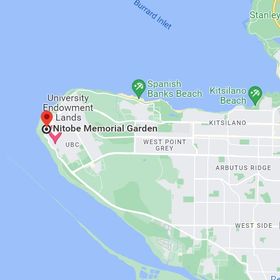 Burrard Inlet
Stanley
Spanish
Banks Beach
Kitsilano
Beach
University
Endowment
Lands
Nitobe Memorial Garden
KITSILANO
UBC
WEST POINT
GREY
ARBUTUS RIDGE
WEST SIDE